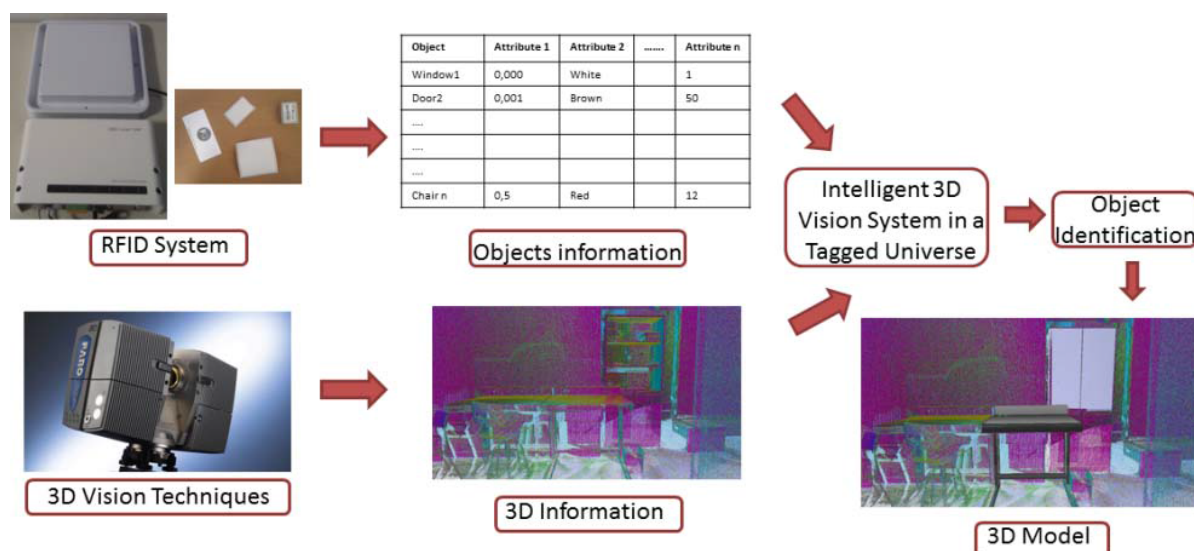 Object Attribute 1 Attribute 2 ....... Attribute n
Window1 0,000 White 1
Door2 0,001 Brown 50
....
....
....
Chair n 0,5 Red 12
RFID System
Objects information
Intelligent 3D
Vision System in a
Tagged Universe
Object
Identification
FARO
3D Vision Techniques
3D Information
3D Model